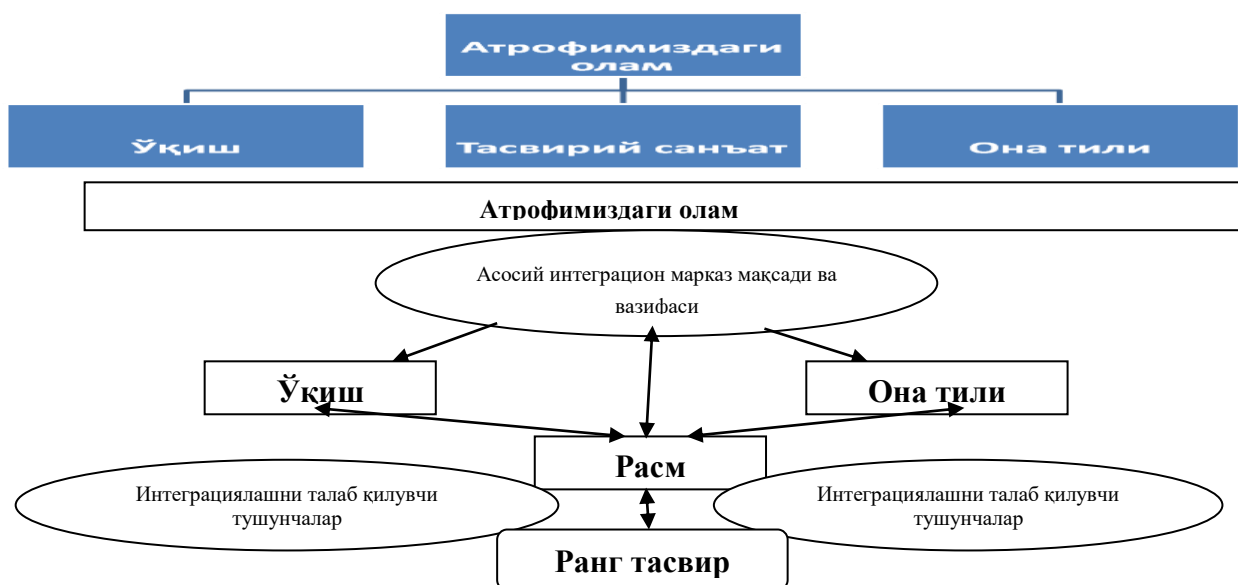 Атрофимиздаги
олам
Ўқиш
Тасвирий санъат
Она тили
Атрофимиздаги олам
Асосий интеграцион марказ мақсади ва
вазифаси
Ўқиш
Она тили
Расм
Интеграциялашни талаб қилувчи
тушунчалар
Интеграциялашни талаб қилувчи
тушунчалар
Ранг тасвир